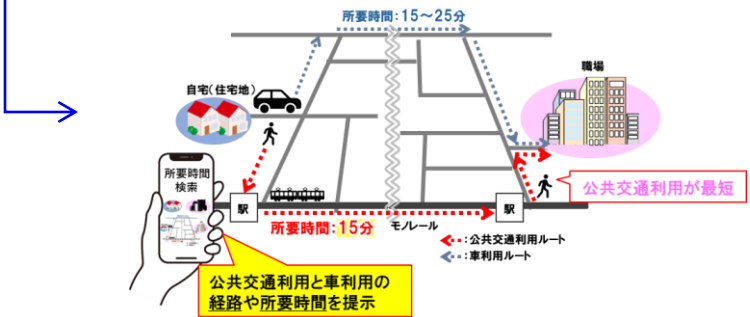 所要時間：15～25分
職場
自宅（住宅地）
所要時間
検索
公共交通利用が最短
駅
駅
所要時間：15分
モノレール
：公共交通利用ルート
：車利用ルート
公共交通利用と車利用の
経路や所要時間を提示